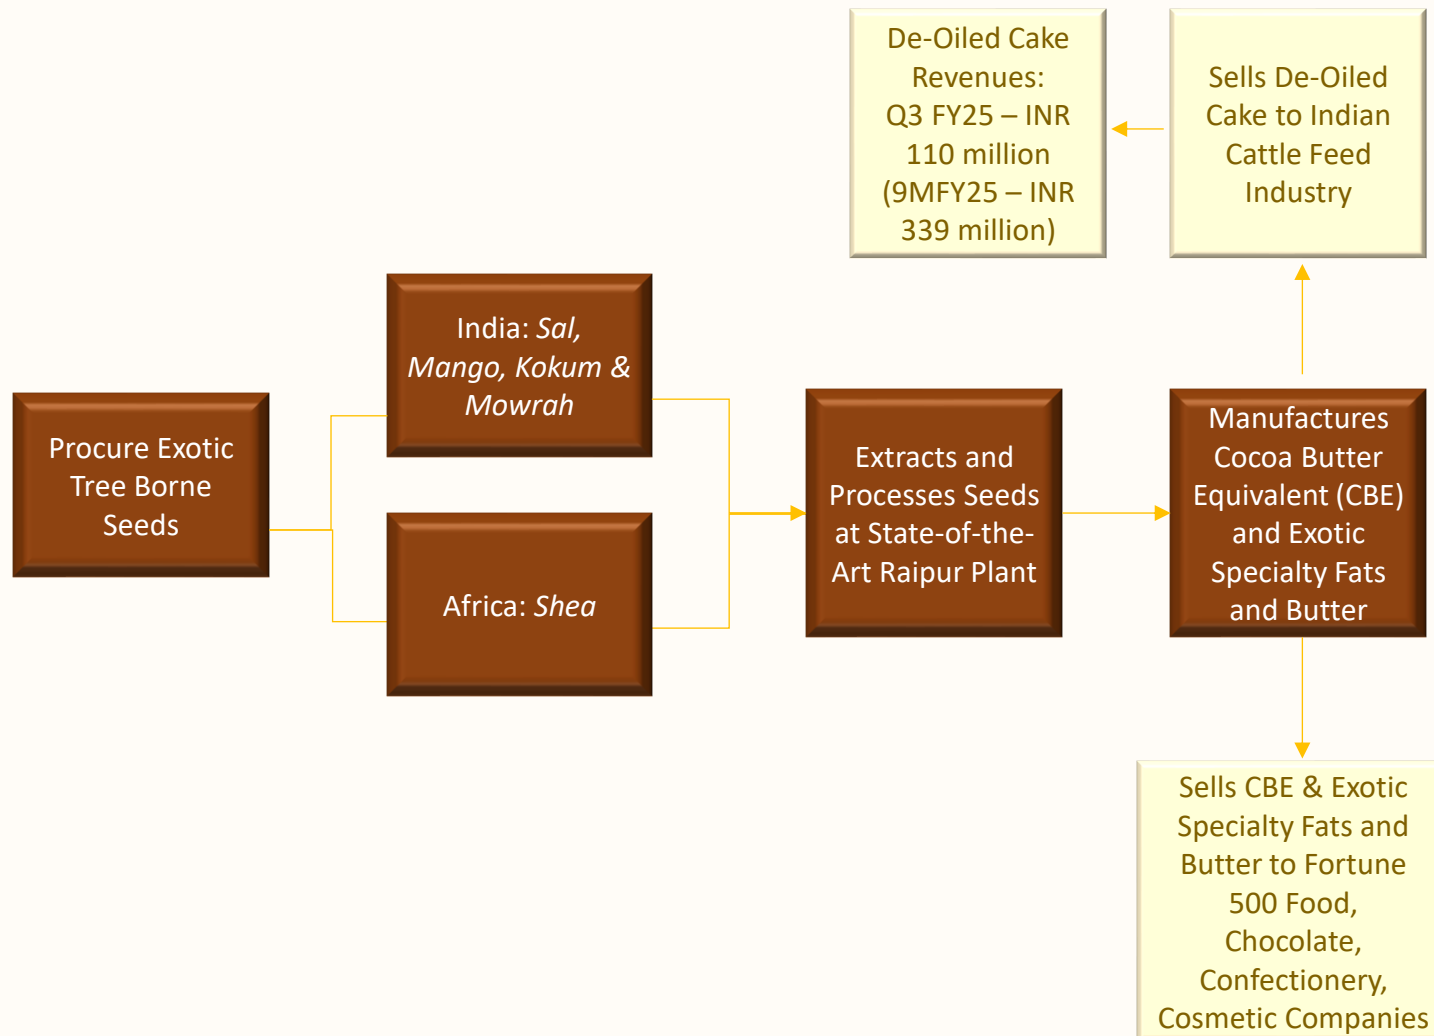 Procure Exotic
Tree Borne
Seeds
India: Sal,
Mango, Kokum &
Mowrah
Africa: Shea
Extracts and
Processes Seeds
at State-of-the-
Art Raipur Plant
Manufactures
Cocoa Butter
Equivalent (CBE)
and Exotic
Specialty Fats
and Butter
Sells De-Oiled
Cake to Indian
Cattle Feed
Industry
De-Oiled Cake
Revenues:
Q3 FY25 – INR
110 million
(9MFY25 – INR
339 million)
Sells CBE & Exotic
Specialty Fats and
Butter to Fortune
500 Food,
Chocolate,
Confectionery,
Cosmetic Companies